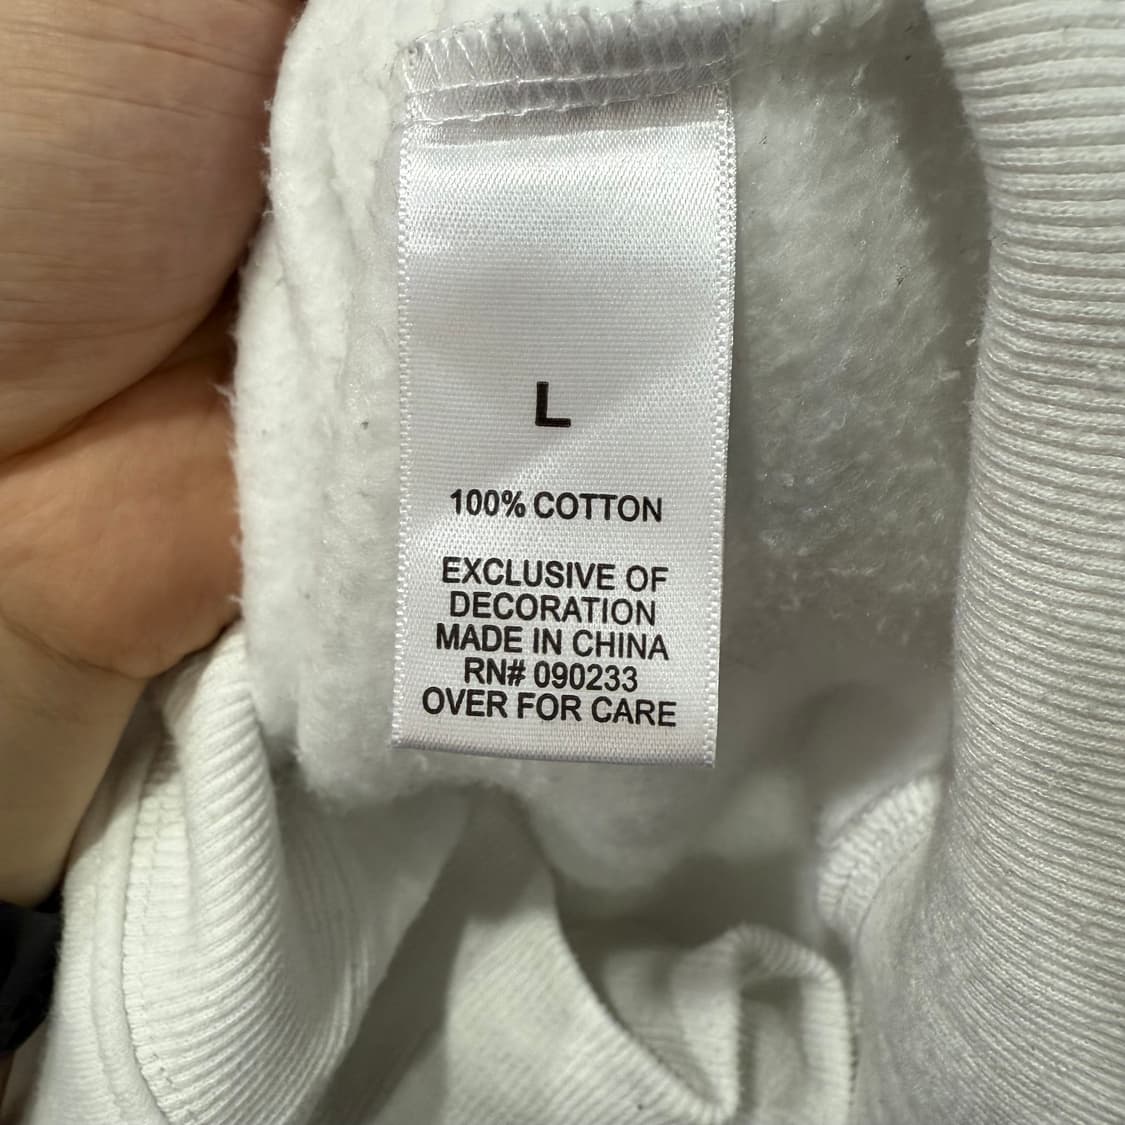 L
100% COTTON
EXCLUSIVE OF
DECORATION
MADE IN CHINA
RN# 090233
OVER FOR CARE